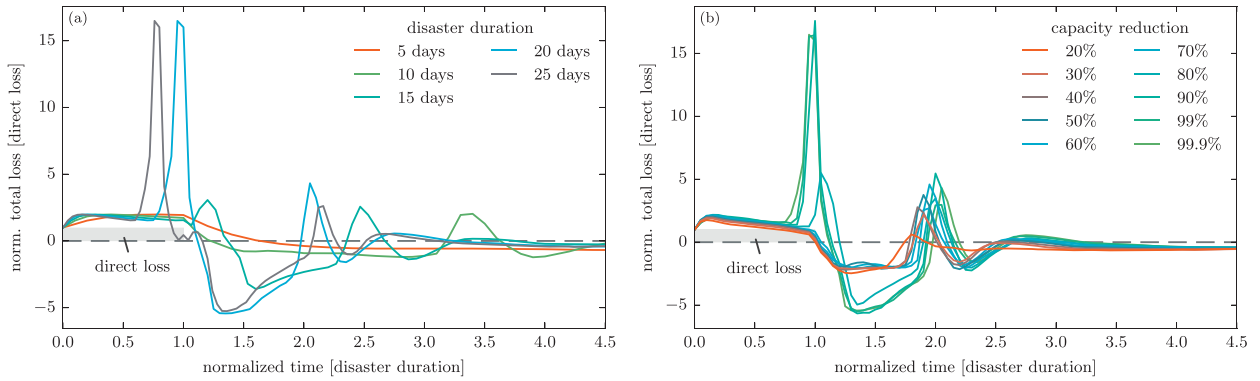 (a)
disaster duration
5 days
10 days
15 days
20 days
25 days
norm. total loss [direct loss]
15
10
5
0
−5
direct loss
0.0 0.5 1.0 1.5 2.0 2.5 3.0 3.5 4.0 4.5
normalized time [disaster duration]
(b)
capacity reduction
20%
30%
40%
50%
60%
70%
80%
90%
99%
99.9%
norm. total loss [direct loss]
15
10
5
0
−5
direct loss
0.0 0.5 1.0 1.5 2.0 2.5 3.0 3.5 4.0 4.5
normalized time [disaster duration]